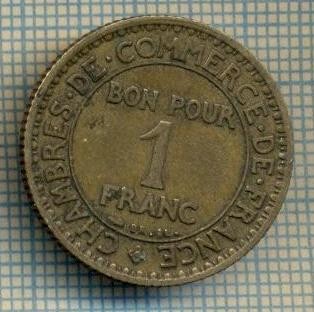 CHAMBRES·DE·COMMERCE·DE·FRANCE
BON POUR
1
FRANC